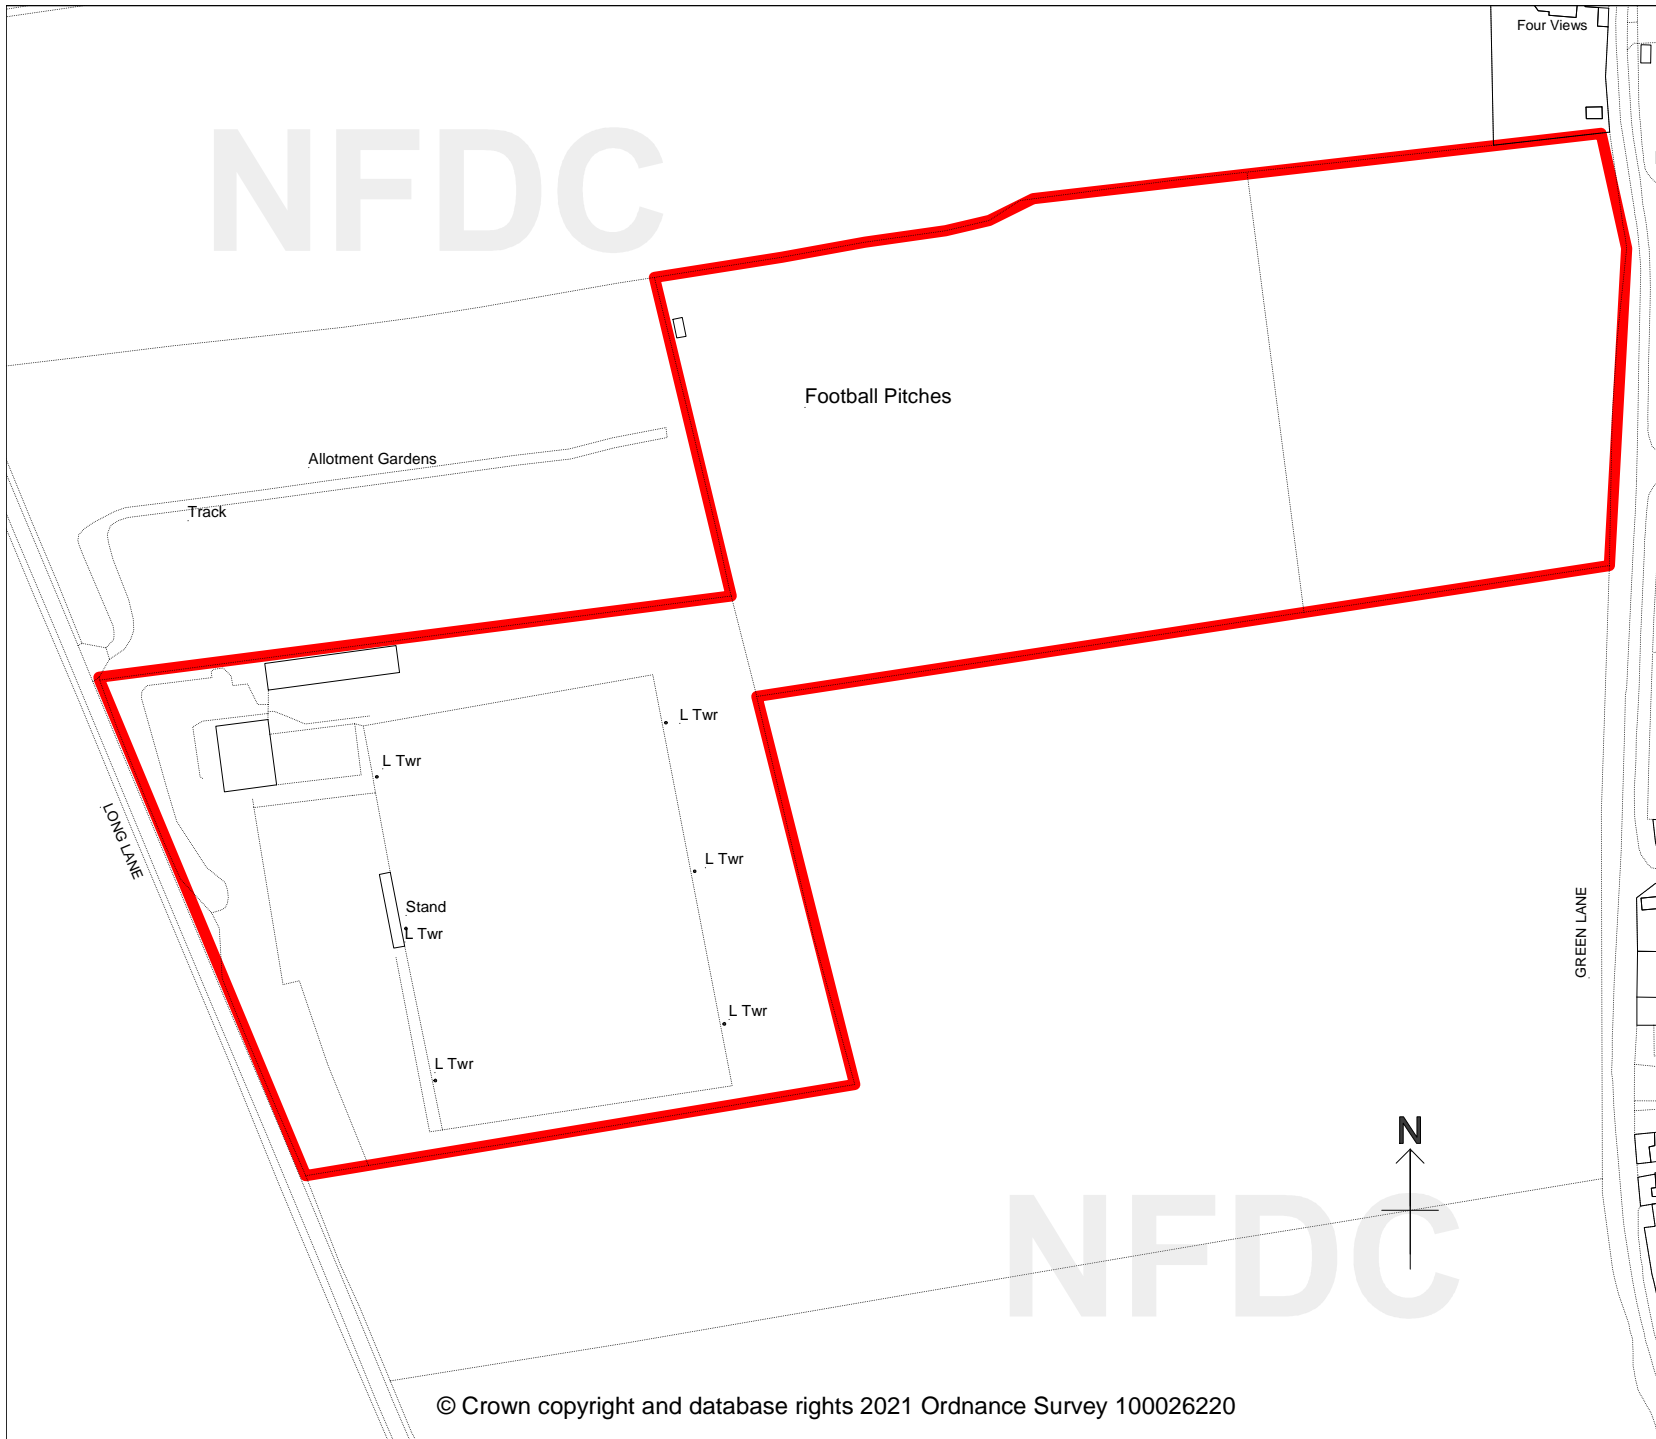 Four Views
NFDC
Football Pitches
Allotment Gardens
Track
L Twr
L Twr
LONG LANE
L Twr
Stand
L Twr
GREEN LANE
L Twr
L Twr
N
NFDC
© Crown copyright and database rights 2021 Ordnance Survey 100026220